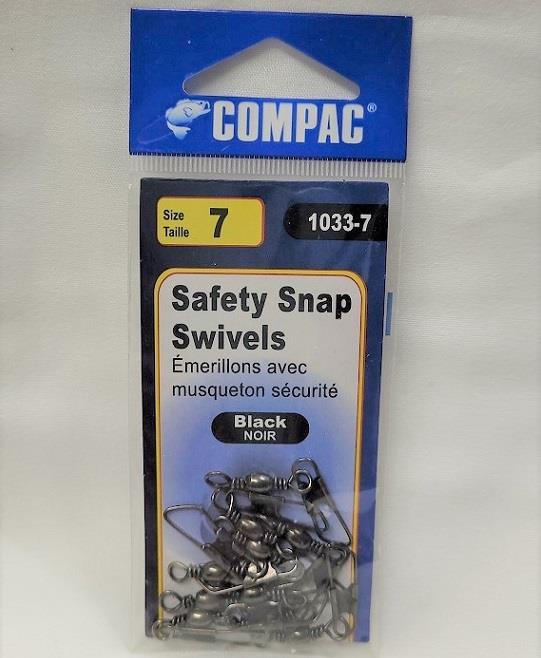 COMPAC®
Size 7
Taille
1033-7
Safety Snap
Swivels
Émerillons avec
musqueton sécurité
Black
NOIR